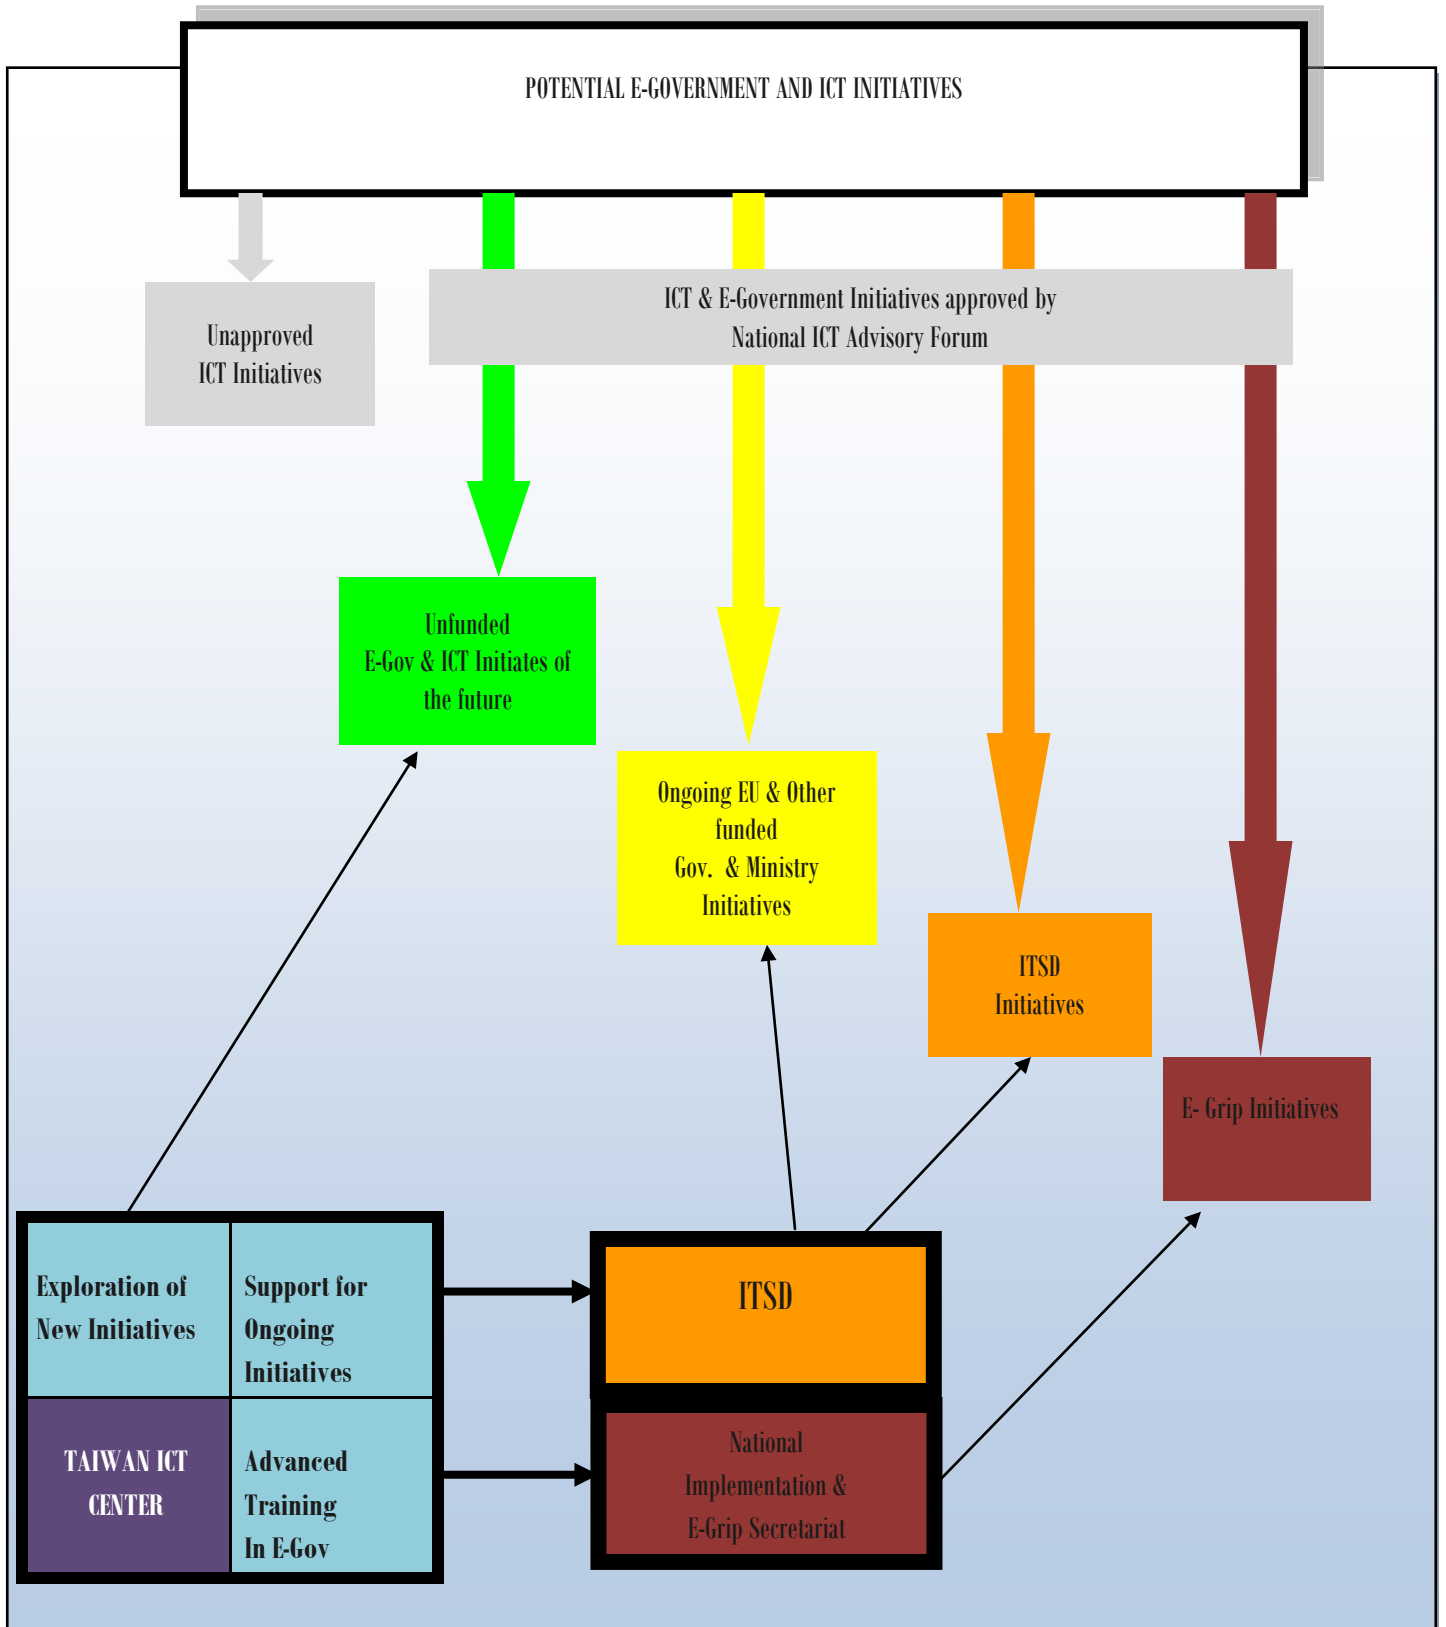 POTENTIAL E-GOVERNMENT AND ICT INITIATIVES
ICT & E-Government Initiatives approved by
National ICT Advisory Forum
Unapproved
ICT Initiatives
Unfunded
E-Gov & ICT Initiates of
the future
Ongoing EU & Other
funded
Gov. & Ministry
Initiatives
ITSD
Initiatives
E- Grip Initiatives
Exploration of
New Initiatives
Support for
Ongoing
Initiatives
TAIWAN ICT
CENTER
Advanced
Training
In E-Gov
ITSD
National
Implementation &
E-Grip Secretariat